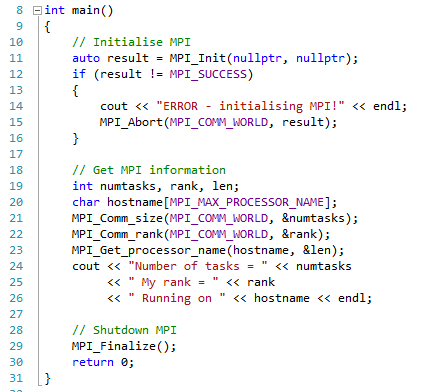 8 int main()
9 {
10 // Initialise MPI
11 auto result = MPI_Init(nullptr, nullptr);
12 if (result != MPI_SUCCESS)
13 {
14 cout << "ERROR - initialising MPI!" << endl;
15 MPI_Abort(MPI_COMM_WORLD, result);
16 }
17
18 // Get MPI information
19 int numtasks, rank, len;
20 char hostname[MPI_MAX_PROCESSOR_NAME];
21 MPI_Comm_size(MPI_COMM_WORLD, &numtasks);
22 MPI_Comm_rank(MPI_COMM_WORLD, &rank);
23 MPI_Get_processor_name(hostname, &len);
24 cout << "Number of tasks = " << numtasks
25 << " My rank = " << rank
26 << " Running on " << hostname << endl;
27
28 // Shutdown MPI
29 MPI_Finalize();
30 return 0;
31 }